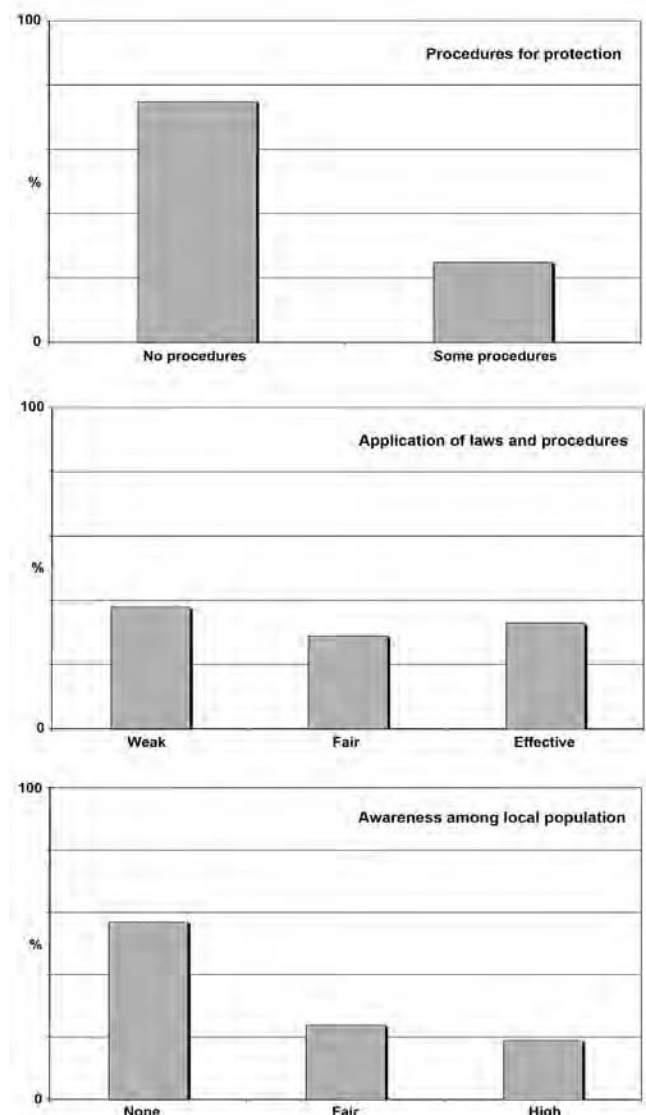 100
Procedures for protection
%
0
No procedures Some procedures
100
Application of laws and procedures
%
0
Weak Fair Effective
100
Awareness among local population
%
0
None Fair High